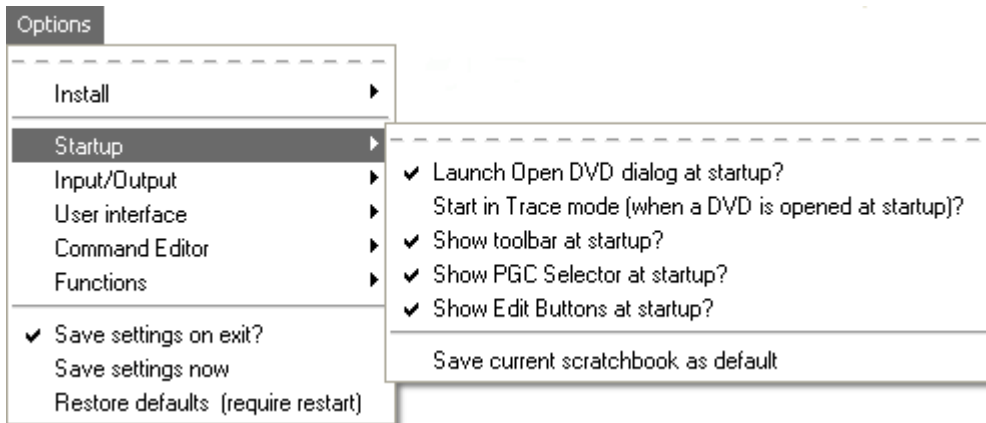 Options
Install
Startup
Input/Output
User interface
Command Editor
Functions
Save settings on exit?
Save settings now
Restore defaults (require restart)
Launch Open DVD dialog at startup?
Start in Trace mode (when a DVD is opened at startup)?
Show toolbar at startup?
Show PGC Selector at startup?
Show Edit Buttons at startup?
Save current scratchbook as default